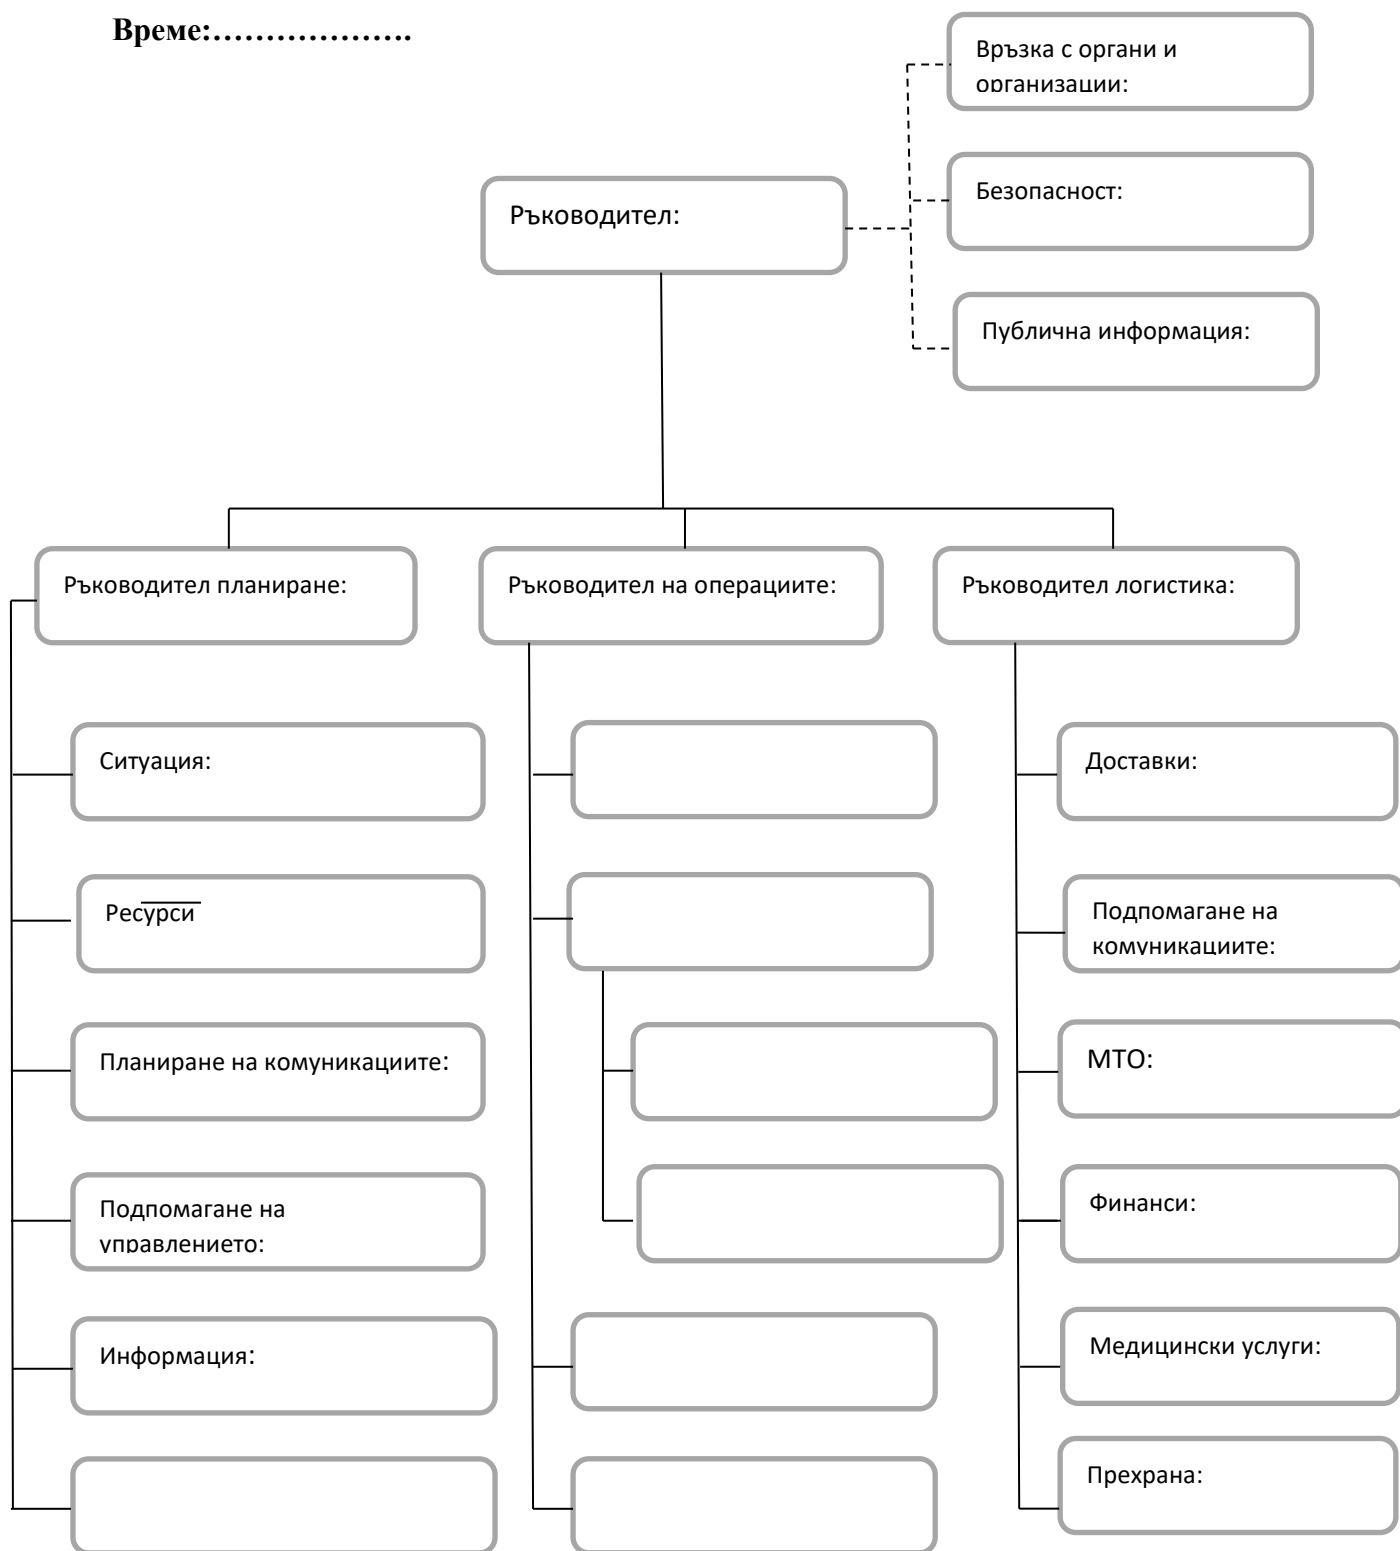 Време:...................
Връзка с органи и
организации:
Ръководител:
Безопасност:
Публична информация:
Ръководител планиране:
Ръководител на операциите:
Ръководител логистика:
Ситуация:
Доставки:
Ресурси
Подпомагане на
комуникациите:
Планиране на комуникациите:
МТО:
Подпомагане на
управлението:
Финанси:
Информация:
Медицински услуги:
Прехрана: